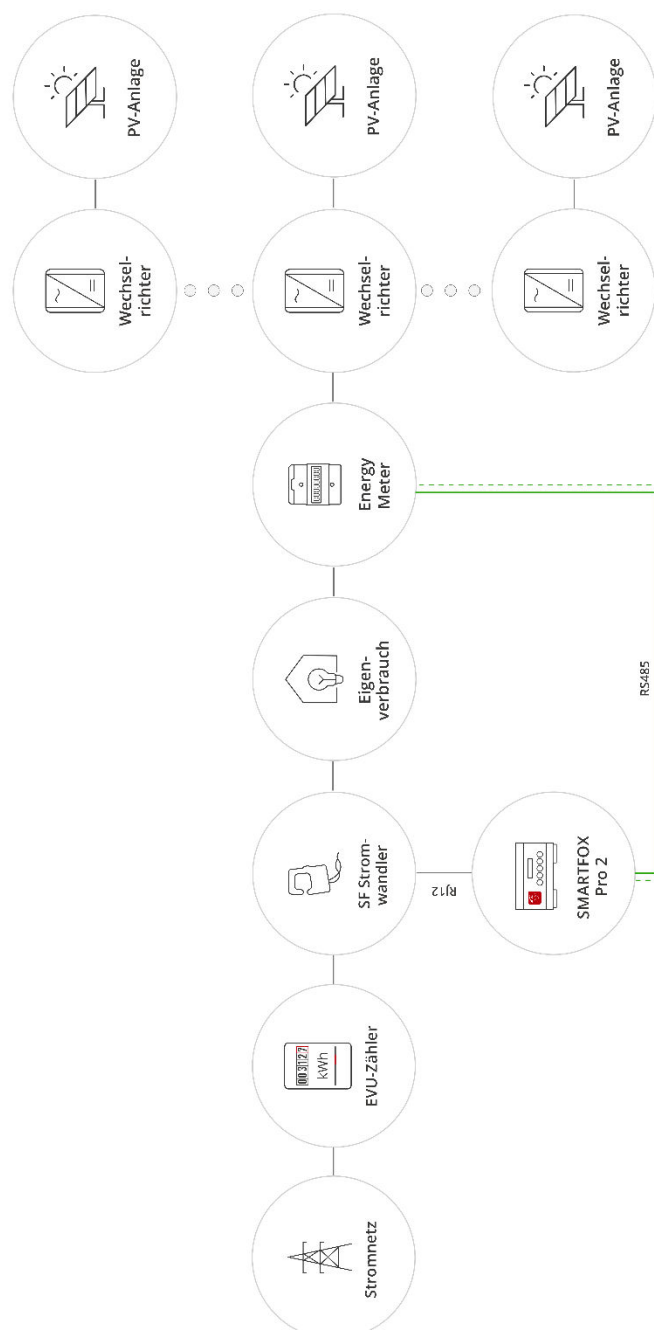 PV-Anlage
PV-Anlage
PV-Anlage
Wechsel-
richter
Wechsel-
richter
Wechsel-
richter
Energy
Meter
Eigen-
verbrauch
RS485
SF Strom-
wandler
RJ12
SMARTFOX
Pro 2
003127
kWh
EVU-Zähler
Stromnetz